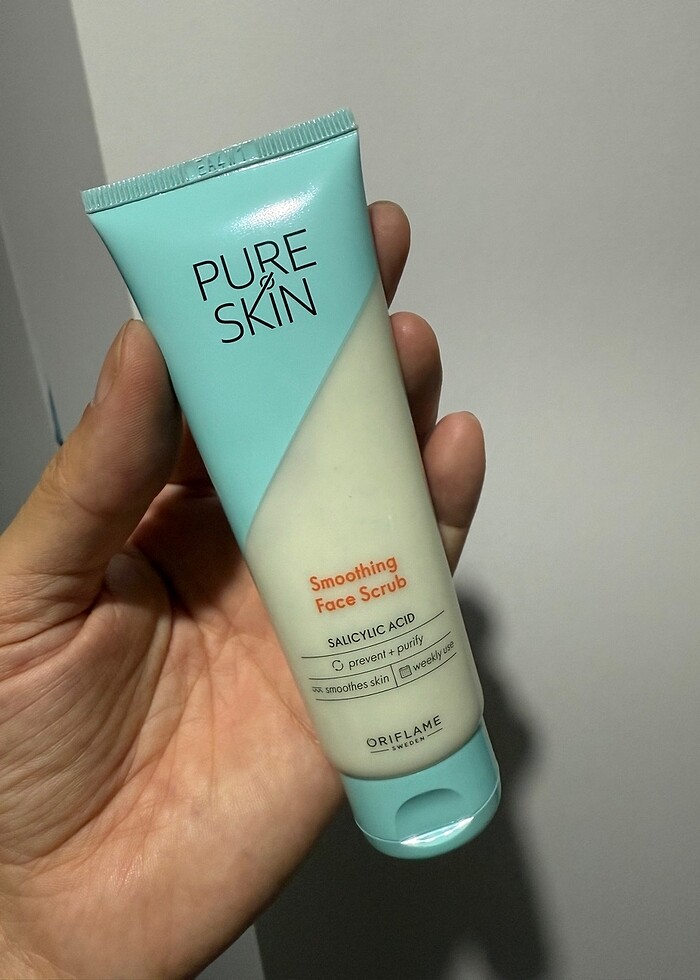 PURE
SKIN
Smoothing
Face Scrub
SALICYLIC ACID
prevent + purify
smoothes skin
weekly use
ORIFLAME
SWEDEN